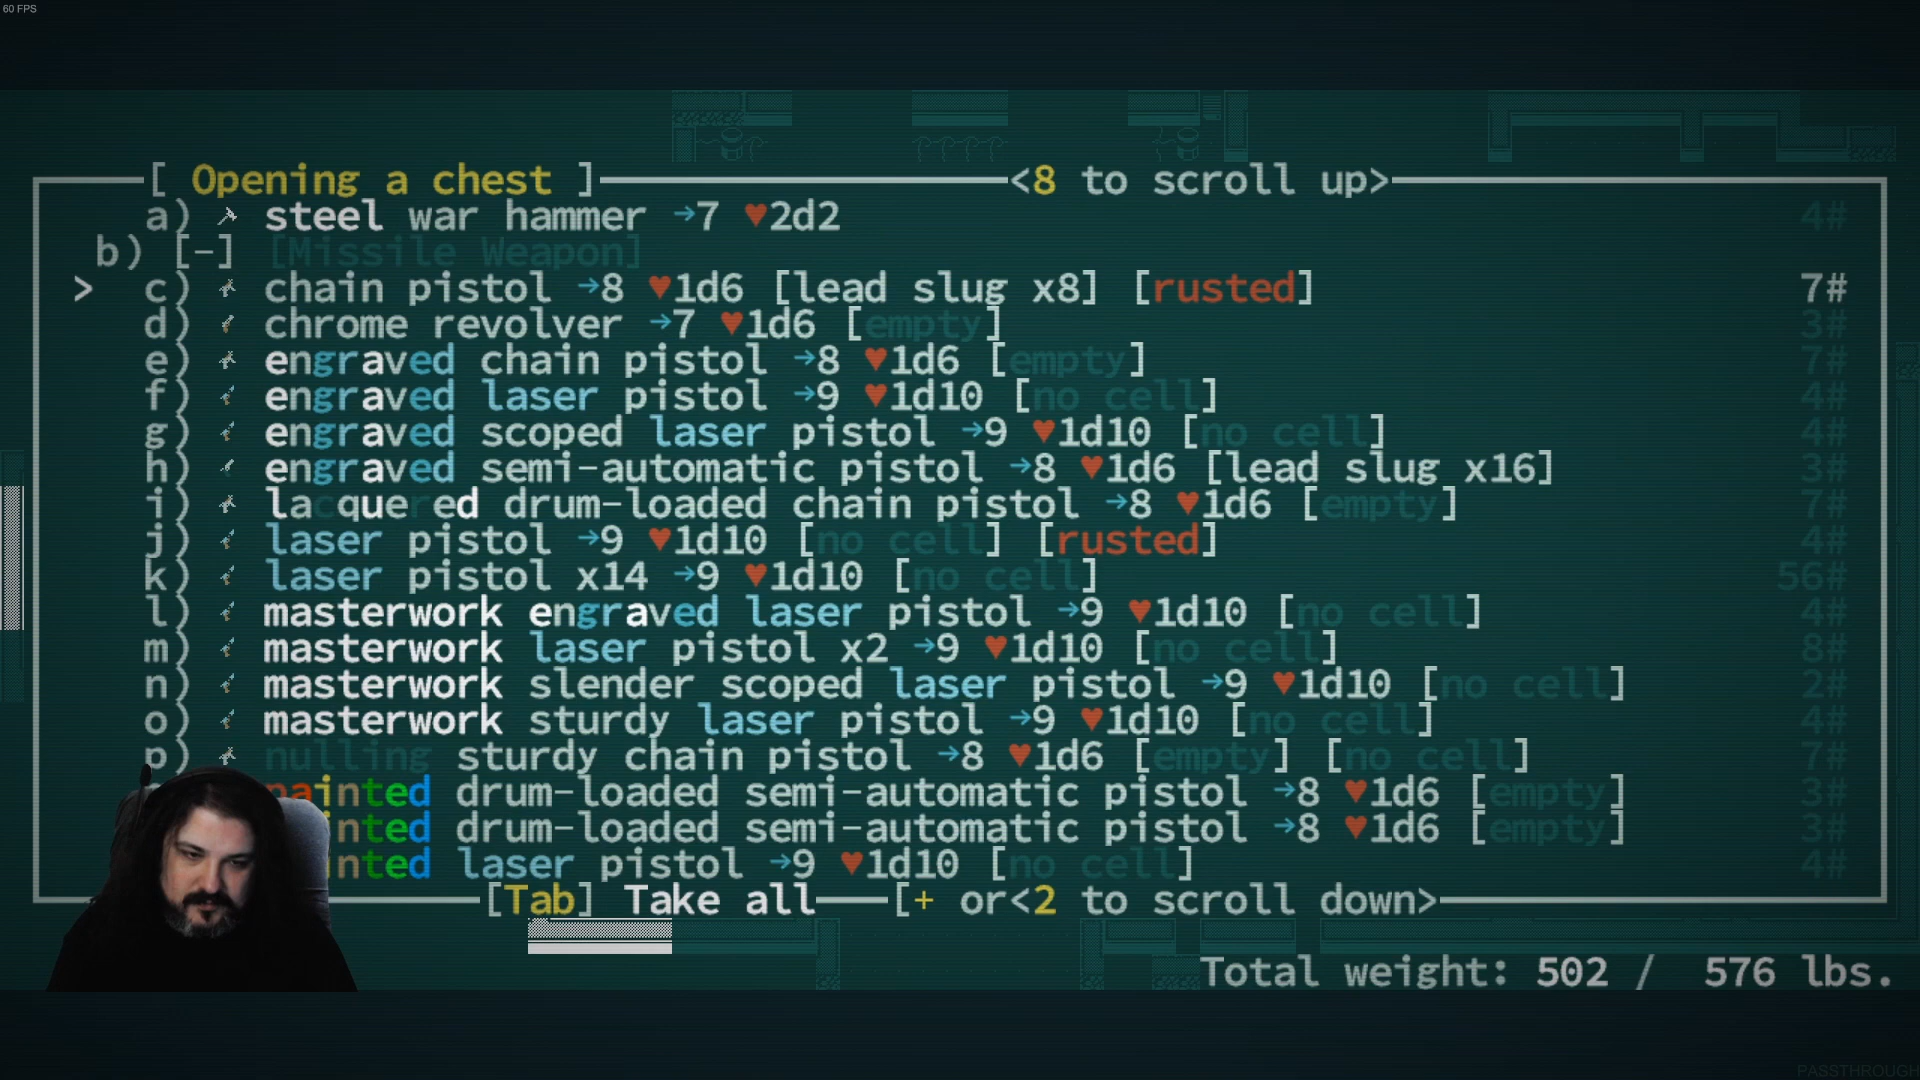 60 FPS
[ Opening a chest ] <8 to scroll up>
a) steel war hammer →7 ♥2d2 4#
b) [-] [Missile Weapon]
> c) chain pistol →8 ♥1d6 [lead slug x8] [rusted] 7#
d) chrome revolver →7 ♥1d6 [empty] 3#
e) engraved chain pistol →8 ♥1d6 [empty] 7#
f) engraved laser pistol →9 ♥1d10 [no cell] 4#
g) engraved scoped laser pistol →9 ♥1d10 [no cell] 4#
h) engraved semi-automatic pistol →8 ♥1d6 [lead slug x16] 3#
i) lacquered drum-loaded chain pistol →8 ♥1d6 [empty] 7#
j) laser pistol →9 ♥1d10 [no cell] [rusted] 4#
k) laser pistol x14 →9 ♥1d10 [no cell] 56#
l) masterwork engraved laser pistol →9 ♥1d10 [no cell] 4#
m) masterwork laser pistol x2 →9 ♥1d10 [no cell] 8#
n) masterwork slender scoped laser pistol →9 ♥1d10 [no cell] 2#
o) masterwork sturdy laser pistol →9 ♥1d10 [no cell] 4#
p) nulling sturdy chain pistol →8 ♥1d6 [empty] [no cell] 7#
painted drum-loaded semi-automatic pistol →8 ♥1d6 [empty] 3#
inted drum-loaded semi-automatic pistol →8 ♥1d6 [empty] 3#
inted laser pistol →9 ♥1d10 [no cell] 4#
[Tab] Take all [+ or<2 to scroll down>
Total weight: 502 / 576 lbs.
PASSTHROUGH